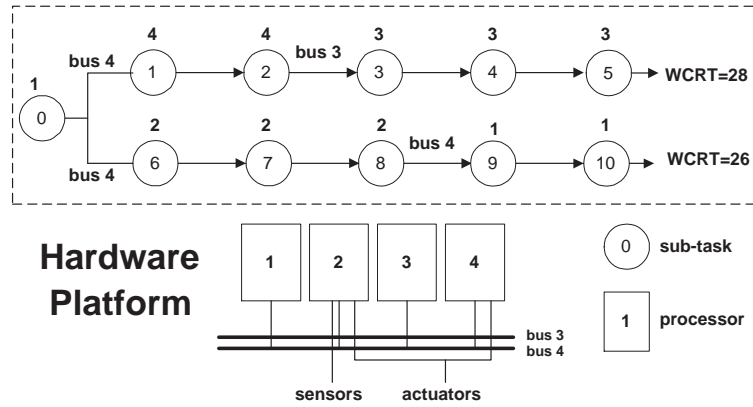 4 4 3 3 3
bus 4 bus 3
1 2 3 4 5 WCRT=28
1
0
2 2 2 1 1
bus 4
bus 4 6 7 8 9 10 WCRT=26
Hardware
Platform
1 2 3 4
0 sub-task
1 processor
bus 3
bus 4
sensors actuators